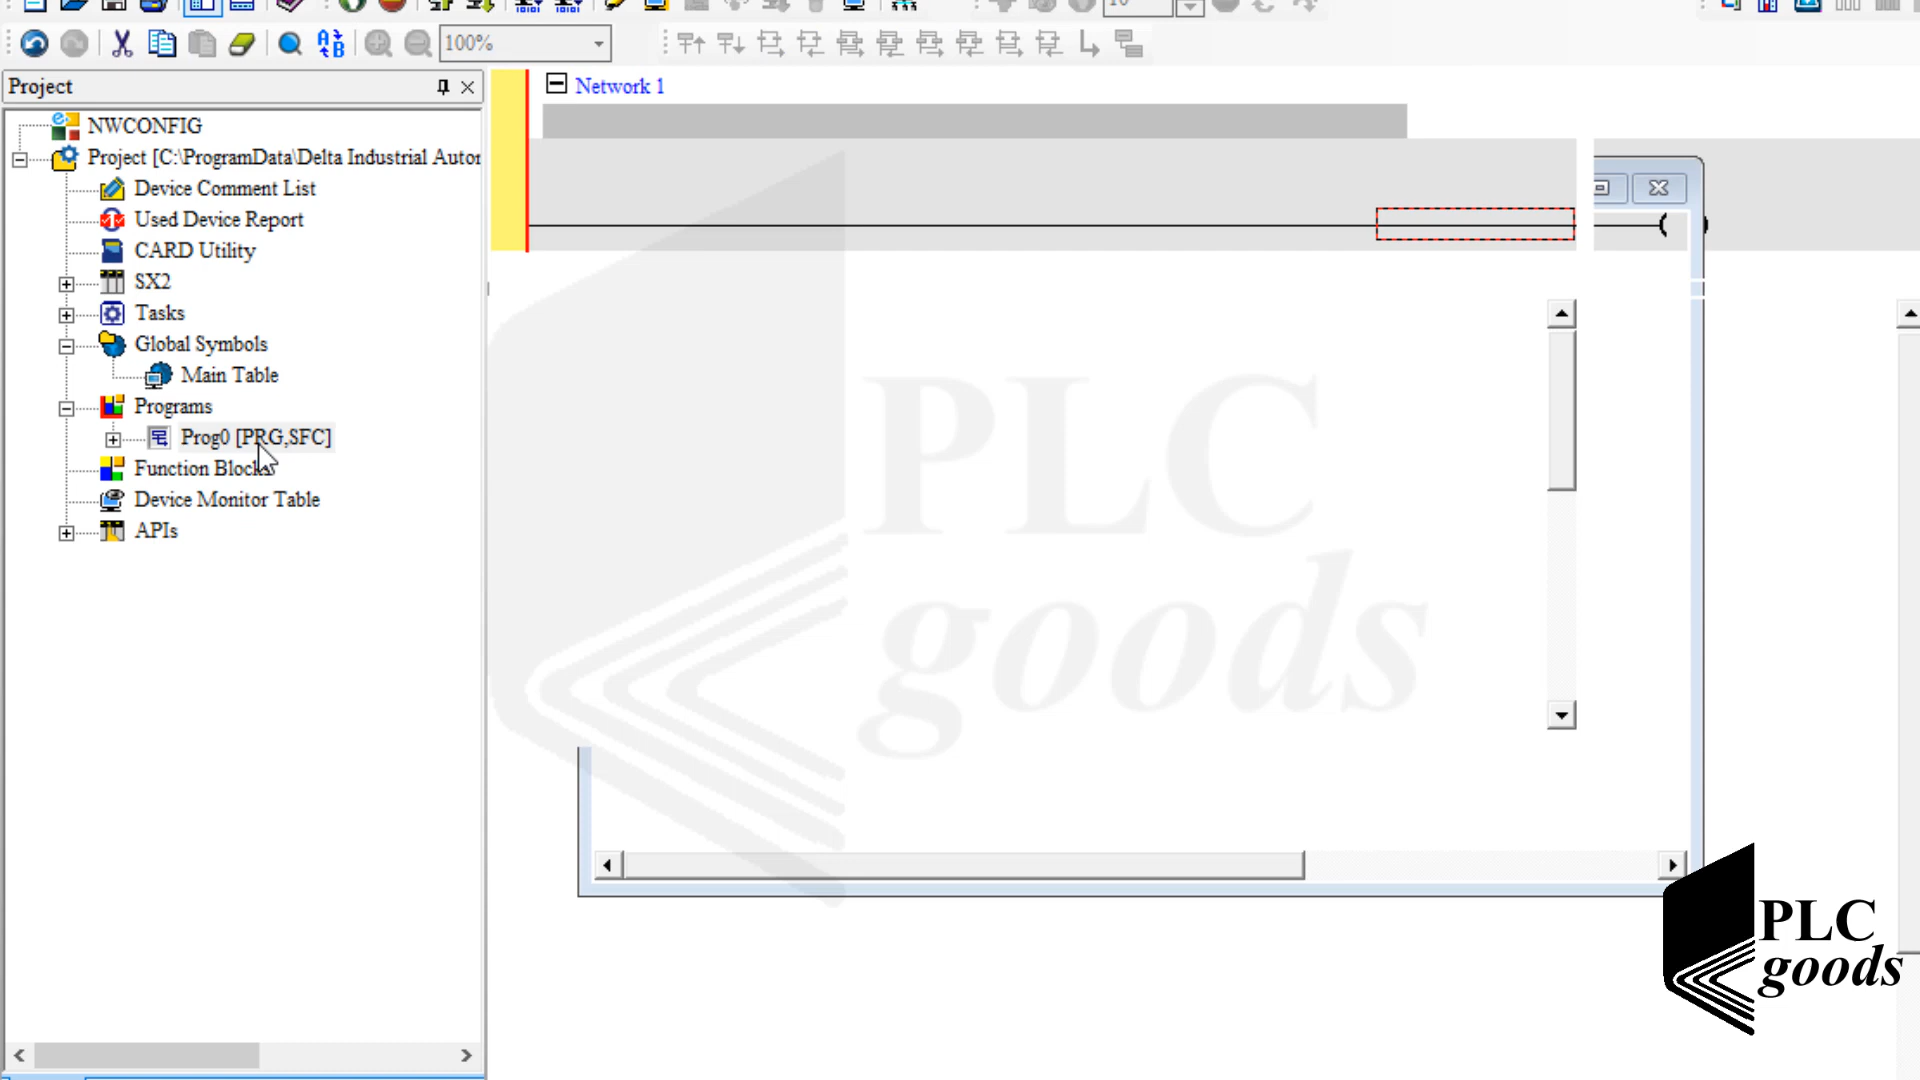 100%
Project
Network 1
NWCONFIG
Project [C:\ProgramData\Delta Industrial Autor
Device Comment List
Used Device Report
CARD Utility
SX2
Tasks
Global Symbols
Main Table
Programs
Prog0 [PRG,SFC]
Function Blocks
Device Monitor Table
APIs
PLC
goods
PLC
goods